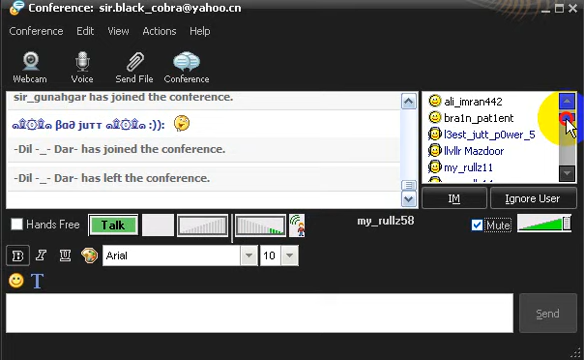 Conference: sir.black_cobra@yahoo.cn
Conference Edit View Actions Help
Webcam Voice Send File Conference
sir_gunahgar has joined the conference.
βα∂ јυтт :)):
-Dil -_- Dar- has joined the conference.
-Dil -_- Dar- has left the conference.
ali_imran442
bra1n_pat1ent
l3est_jutt_p0wer_5
llvllr Mazdoor
my_rullz11
IM Ignore User
Hands Free Talk my_rullz58 Mute
B I U Arial 10
T
Send